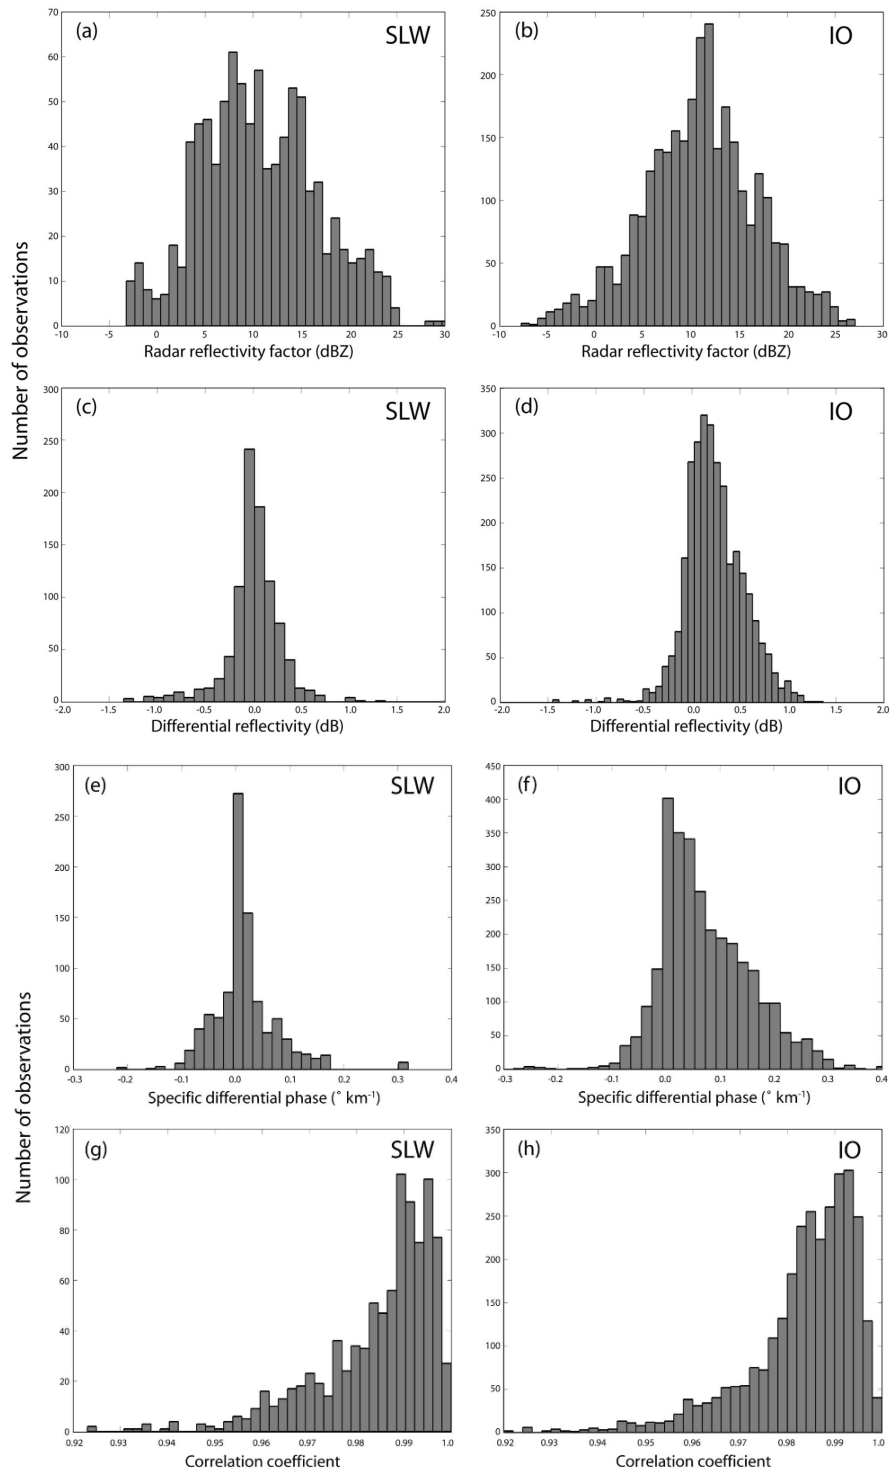 (a) SLW
70
60
50
40
30
20
10
0
-10 -5 0 5 10 15 20 25 30
Radar reflectivity factor (dBZ)
(b) IO
250
200
150
100
50
0
-10 -5 0 5 10 15 20 25 30
Radar reflectivity factor (dBZ)
Number of observations
(c) SLW
300
250
200
150
100
50
0
-2.0 -1.5 -1.0 -0.5 0.0 0.5 1.0 1.5 2.0
Differential reflectivity (dB)
(d) IO
350
300
250
200
150
100
50
0
-2.0 -1.5 -1.0 -0.5 0.0 0.5 1.0 1.5 2.0
Differential reflectivity (dB)
(e) SLW
300
250
200
150
100
50
0
-0.3 -0.2 -0.1 0.0 0.1 0.2 0.3 0.4
Specific differential phase (˚ km-1)
(f) IO
450
400
350
300
250
200
150
100
50
0
-0.3 -0.2 -0.1 0.0 0.1 0.2 0.3 0.4
Specific differential phase (˚ km-1)
Number of observations
(g) SLW
120
100
80
60
40
20
0
0.92 0.93 0.94 0.95 0.96 0.97 0.98 0.99 1.0
Correlation coefficient
(h) IO
350
300
250
200
150
100
50
0
0.92 0.93 0.94 0.95 0.96 0.97 0.98 0.99 1.0
Correlation coefficient